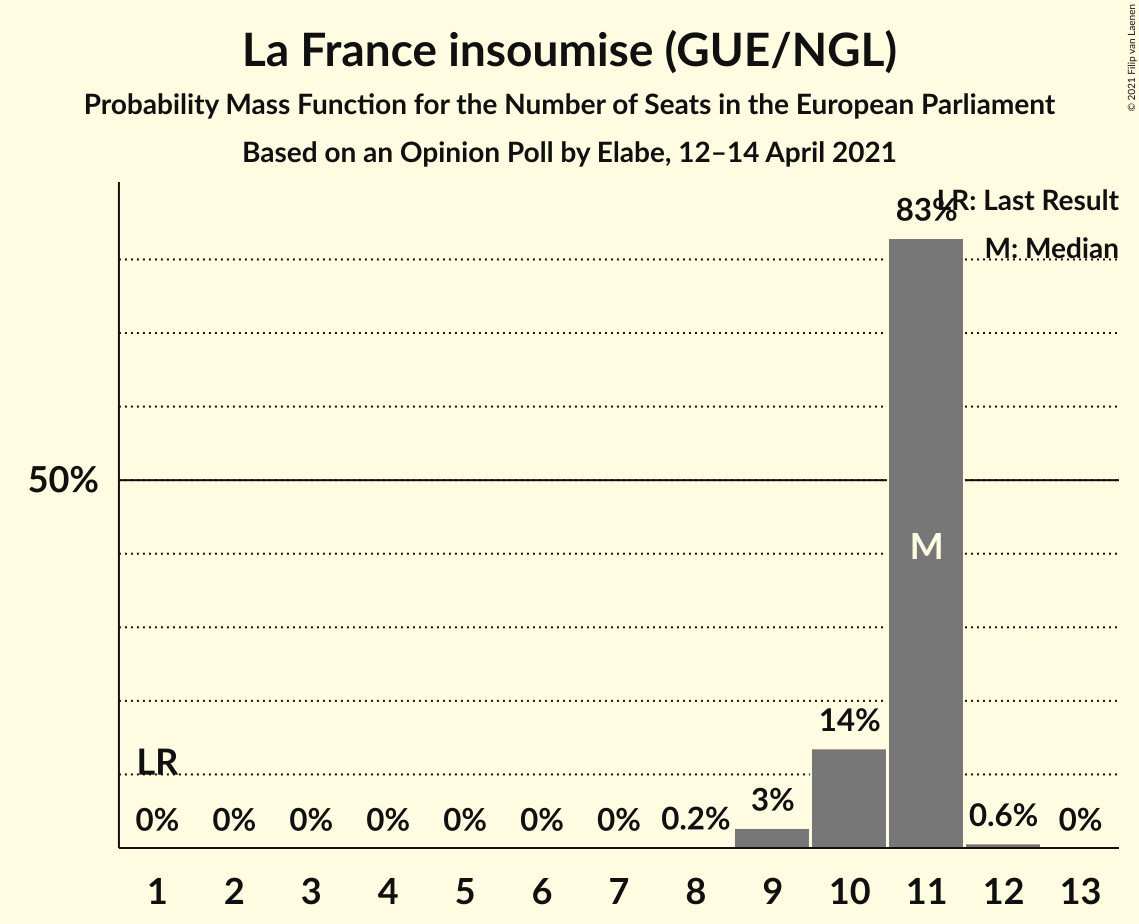 La France insoumise (GUE/NGL)
Probability Mass Function for the Number of Seats in the European Parliament
Based on an Opinion Poll by Elabe, 12–14 April 2021
© 2021 Filip van Laenen
LR: Last Result
M: Median
83%
50%
M
14%
LR
0% 0% 0% 0% 0% 0% 0% 0.2% 3% 0.6% 0%
1 2 3 4 5 6 7 8 9 10 11 12 13